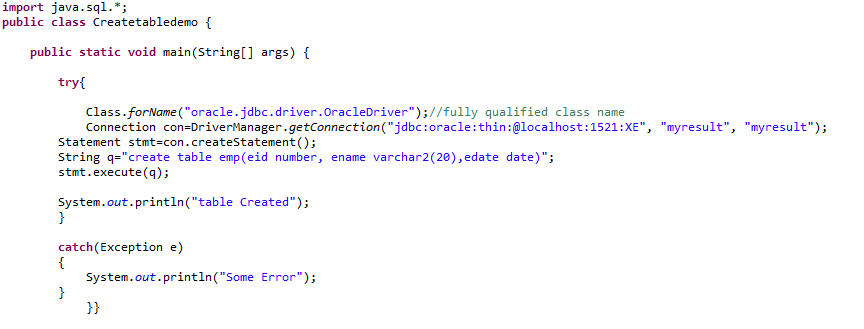 import java.sql.*;
public class Createtabledemo {
public static void main(String[] args) {
try{
Class.forName("oracle.jdbc.driver.OracleDriver");//fully qualified class name
Connection con=DriverManager.getConnection("jdbc:oracle:thin:@localhost:1521:XE", "myresult", "myresult");
Statement stmt=con.createStatement();
String q="create table emp(eid number, ename varchar2(20),edate date)";
stmt.execute(q);
System.out.println("table Created");
}
catch(Exception e)
{
System.out.println("Some Error");
}
}}